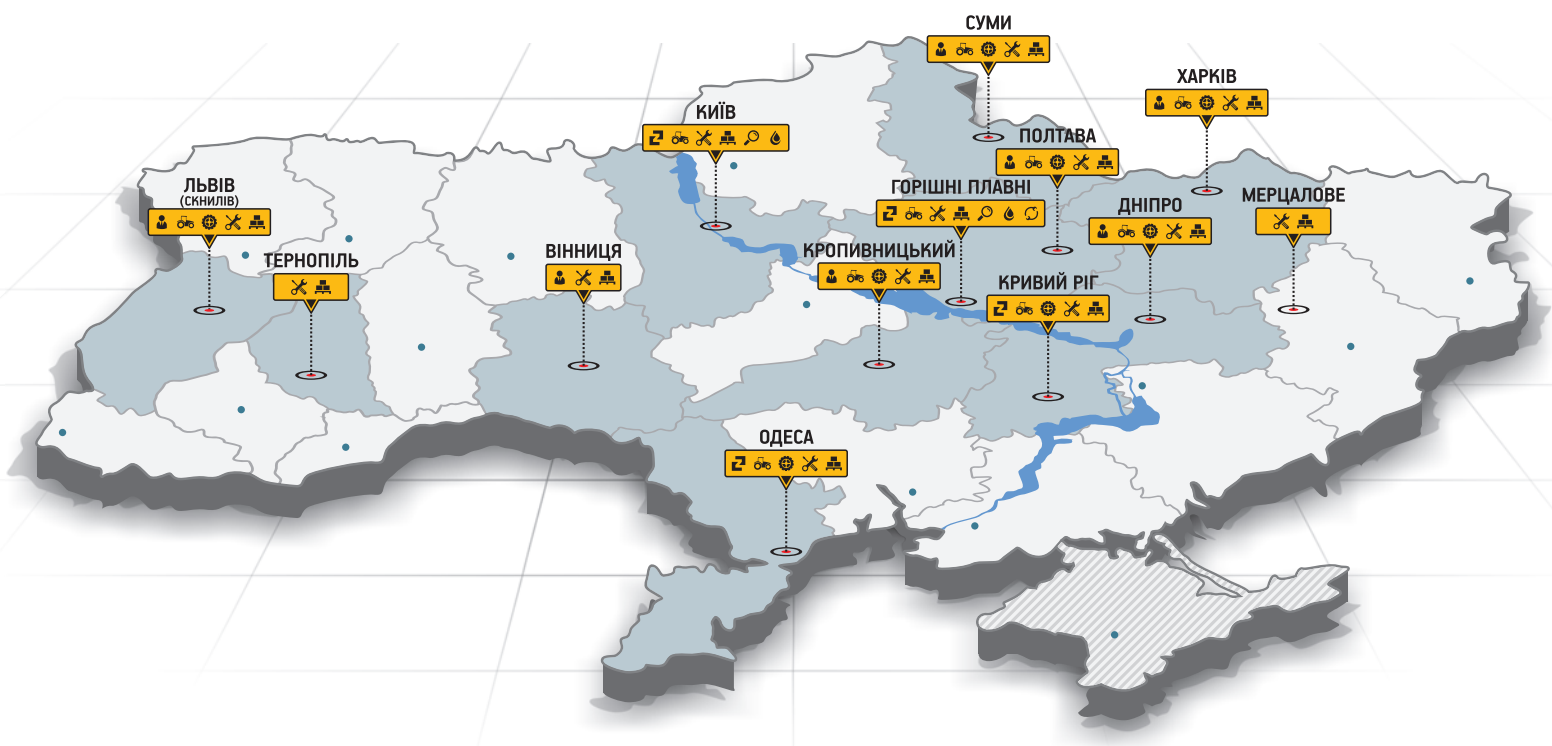 СУМИ
ХАРКІВ
КИЇВ
ПОЛТАВА
ЛЬВІВ
(СКНИЛІВ)
ГОРІШНІ ПЛАВНІ
МЕРЦАЛОВЕ
ДНІПРО
ТЕРНОПІЛЬ
ВІННИЦЯ
КРОПИВНИЦЬКИЙ
КРИВИЙ РІГ
ОДЕСА